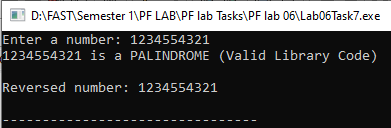 D:\FAST\Semester 1\PF LAB\PF lab Tasks\PF lab 06\Lab06Task7.exe
Enter a number: 1234554321
1234554321 is a PALINDROME (Valid Library Code)
Reversed number: 1234554321
--------------------------------